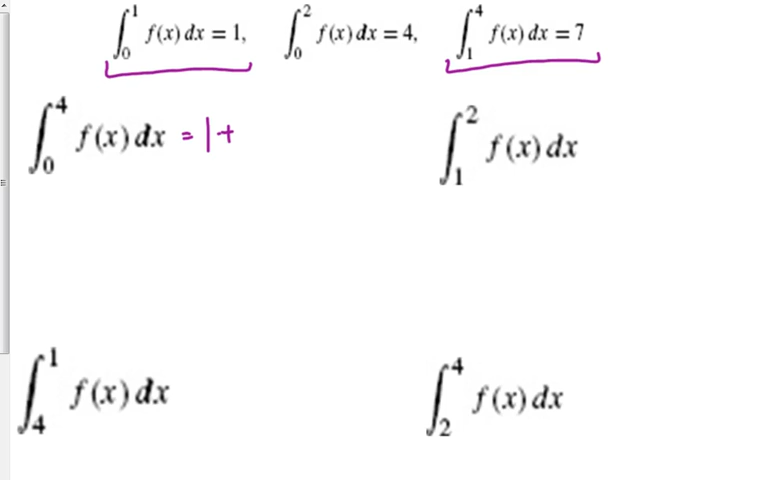 ∫₀¹ f(x) dx = 1, ∫₀² f(x) dx = 4, ∫₁⁴ f(x) dx = 7
∫₀⁴ f(x) dx = 1 + ∫₁² f(x) dx
∫₄¹ f(x) dx ∫₂⁴ f(x) dx